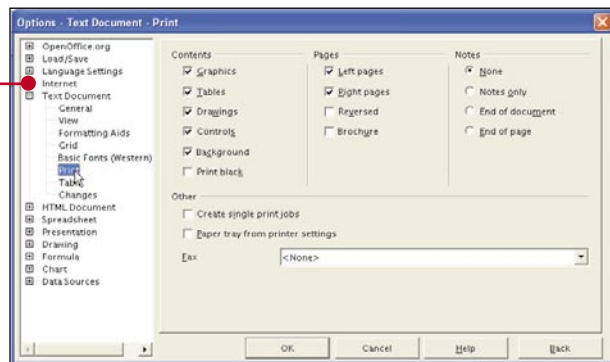 Options - Text Document - Print
OpenOffice.org
Load/Save
Language Settings
Internet
Text Document
General
View
Formatting Aids
Grid
Basic Fonts (Western)
Print
Table
Changes
HTML Document
Spreadsheet
Presentation
Drawing
Formula
Chart
Data Sources
Contents
Graphics
Tables
Drawings
Controls
Background
Print black
Pages
Left pages
Right pages
Reversed
Brochure
Notes
None
Notes only
End of document
End of page
Other
Create single print jobs
Paper tray from printer settings
Fax
<None>
OK
Cancel
Help
Back